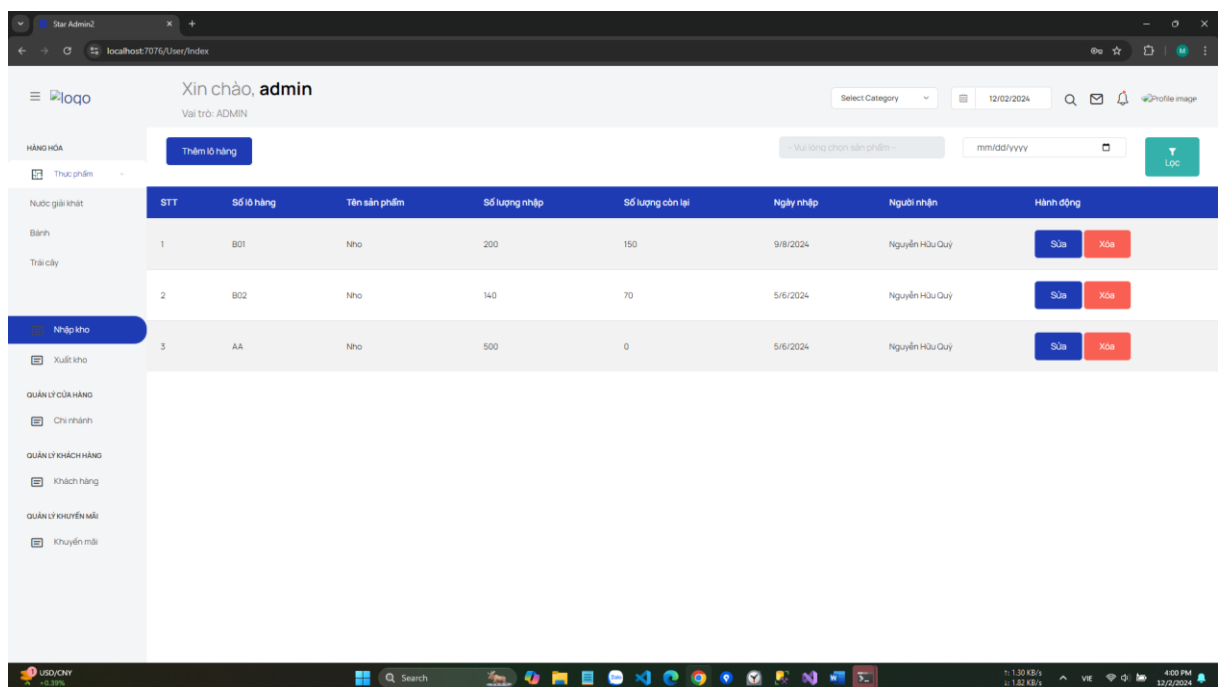 Star Admin2
localhost:7076/User/Index
logo
Xin chào, admin
Vai trò: ADMIN
Select Category
12/02/2024
Profile image
HÀNG HÓA
Thực phẩm
Nước giải khát
Bánh
Trái cây
Nhập kho
Xuất kho
QUẢN LÝ CỬA HÀNG
Chi nhánh
QUẢN LÝ KHÁCH HÀNG
Khách hàng
QUẢN LÝ KHUYẾN MÃI
Khuyến mãi
Thêm lô hàng
-- Vui lòng chọn sản phẩm --
mm/dd/yyyy
Lọc
STT Số lô hàng Tên sản phẩm Số lượng nhập Số lượng còn lại Ngày nhập Người nhận Hành động
1 B01 Nho 200 150 9/8/2024 Nguyễn Hữu Quý Sửa Xóa
2 B02 Nho 140 70 5/6/2024 Nguyễn Hữu Quý Sửa Xóa
3 AA Nho 500 0 5/6/2024 Nguyễn Hữu Quý Sửa Xóa
1
USD/CNY
+0.39%
Search
1.30 KB/s
1.82 KB/s
VIE
4:00 PM
12/2/2024